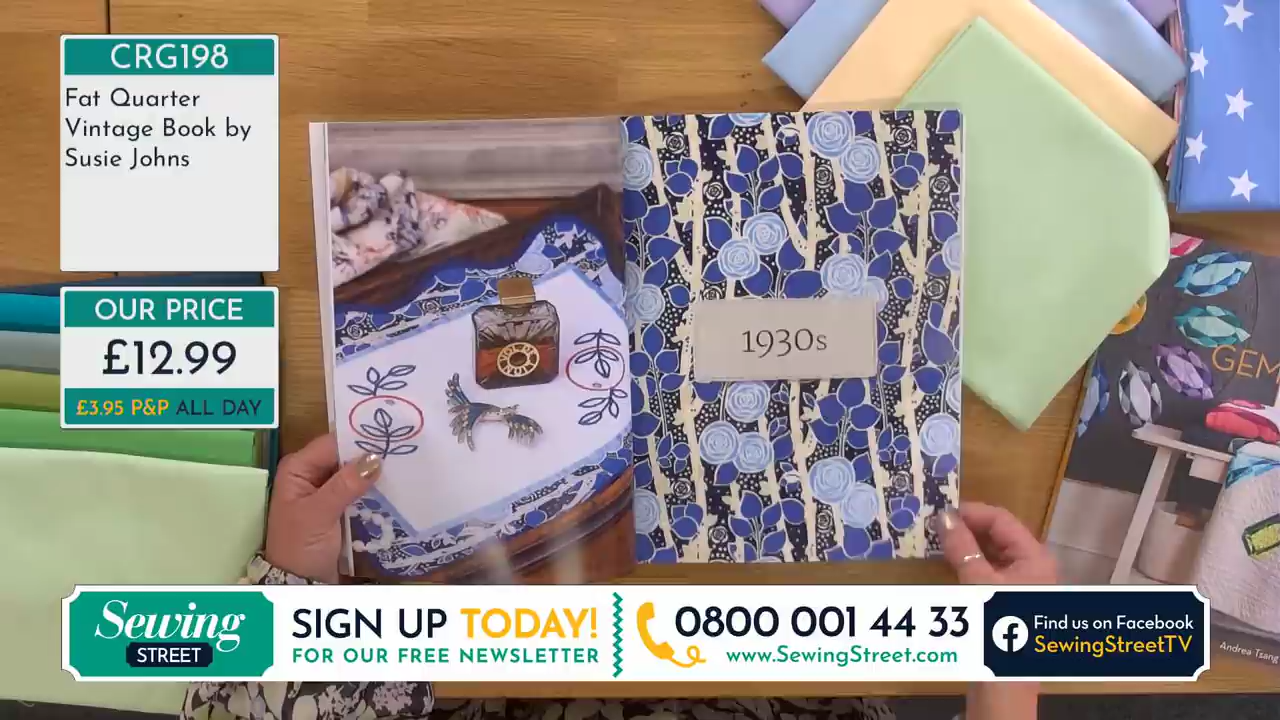 CRG198
Fat Quarter
Vintage Book by
Susie Johns
OUR PRICE
£12.99
£3.95 P&P ALL DAY
1930s
GEM
Andrea Tsang
Sewing
STREET
SIGN UP TODAY!
FOR OUR FREE NEWSLETTER
0800 001 44 33
www.SewingStreet.com
Find us on Facebook
SewingStreetTV